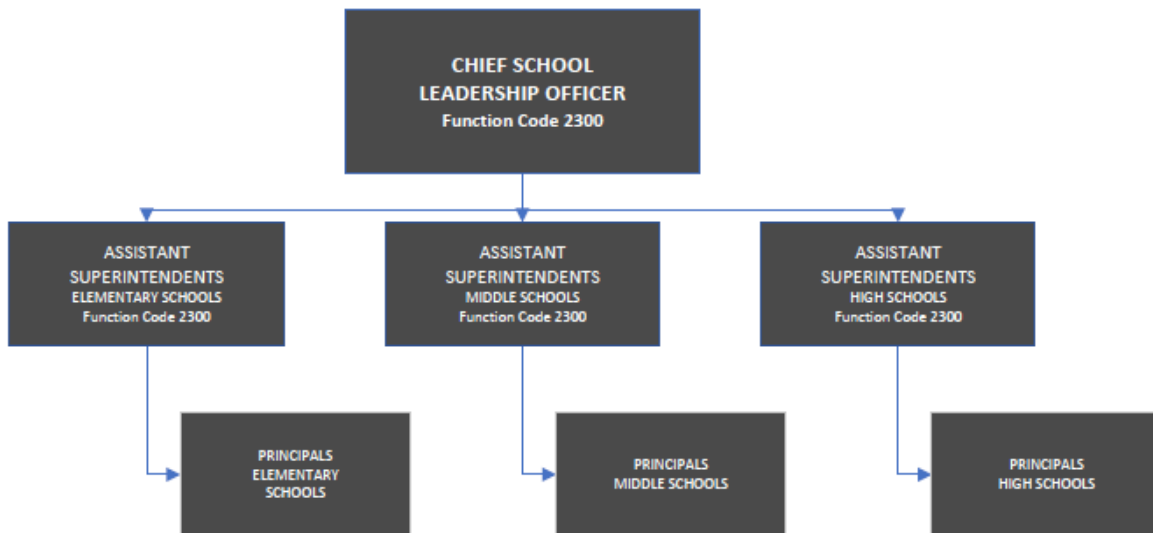 CHIEF SCHOOL
LEADERSHIP OFFICER
Function Code 2300
ASSISTANT
SUPERINTENDENTS
ELEMENTARY SCHOOLS
Function Code 2300
ASSISTANT
SUPERINTENDENTS
MIDDLE SCHOOLS
Function Code 2300
ASSISTANT
SUPERINTENDENTS
HIGH SCHOOLS
Function Code 2300
PRINCIPALS
ELEMENTARY
SCHOOLS
PRINCIPALS
MIDDLE SCHOOLS
PRINCIPALS
HIGH SCHOOLS